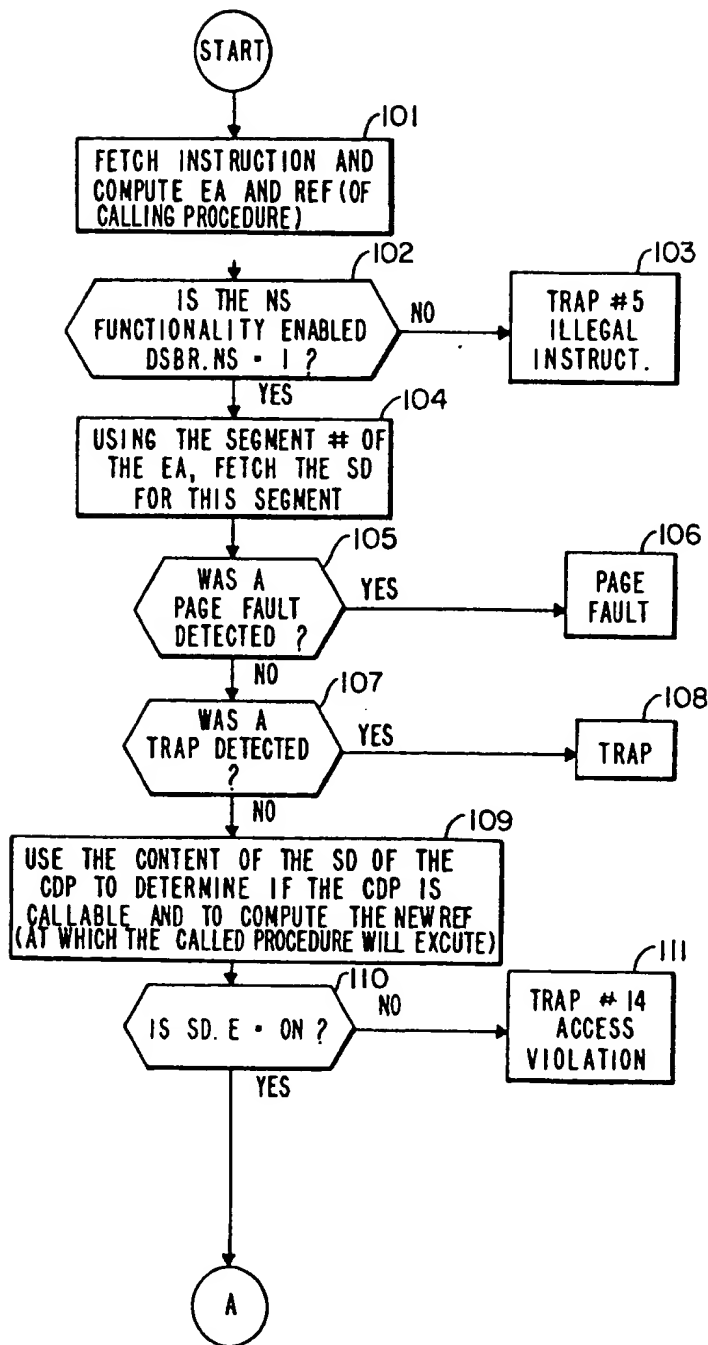 START
101
FETCH INSTRUCTION AND
COMPUTE EA AND REF (OF
CALLING PROCEDURE)
102
IS THE NS
FUNCTIONALITY ENABLED
DSBR.NS = 1 ?
NO
103
TRAP #5
ILLEGAL
INSTRUCT.
YES
104
USING THE SEGMENT # OF
THE EA, FETCH THE SD
FOR THIS SEGMENT
105
WAS A
PAGE FAULT
DETECTED ?
YES
106
PAGE
FAULT
NO
107
WAS A
TRAP DETECTED
?
YES
108
TRAP
NO
109
USE THE CONTENT OF THE SD OF THE
CDP TO DETERMINE IF THE CDP IS
CALLABLE AND TO COMPUTE THE NEW REF
(AT WHICH THE CALLED PROCEDURE WILL EXCUTE)
110
IS SD. E = ON ?
NO
111
TRAP # 14
ACCESS
VIOLATION
YES
A